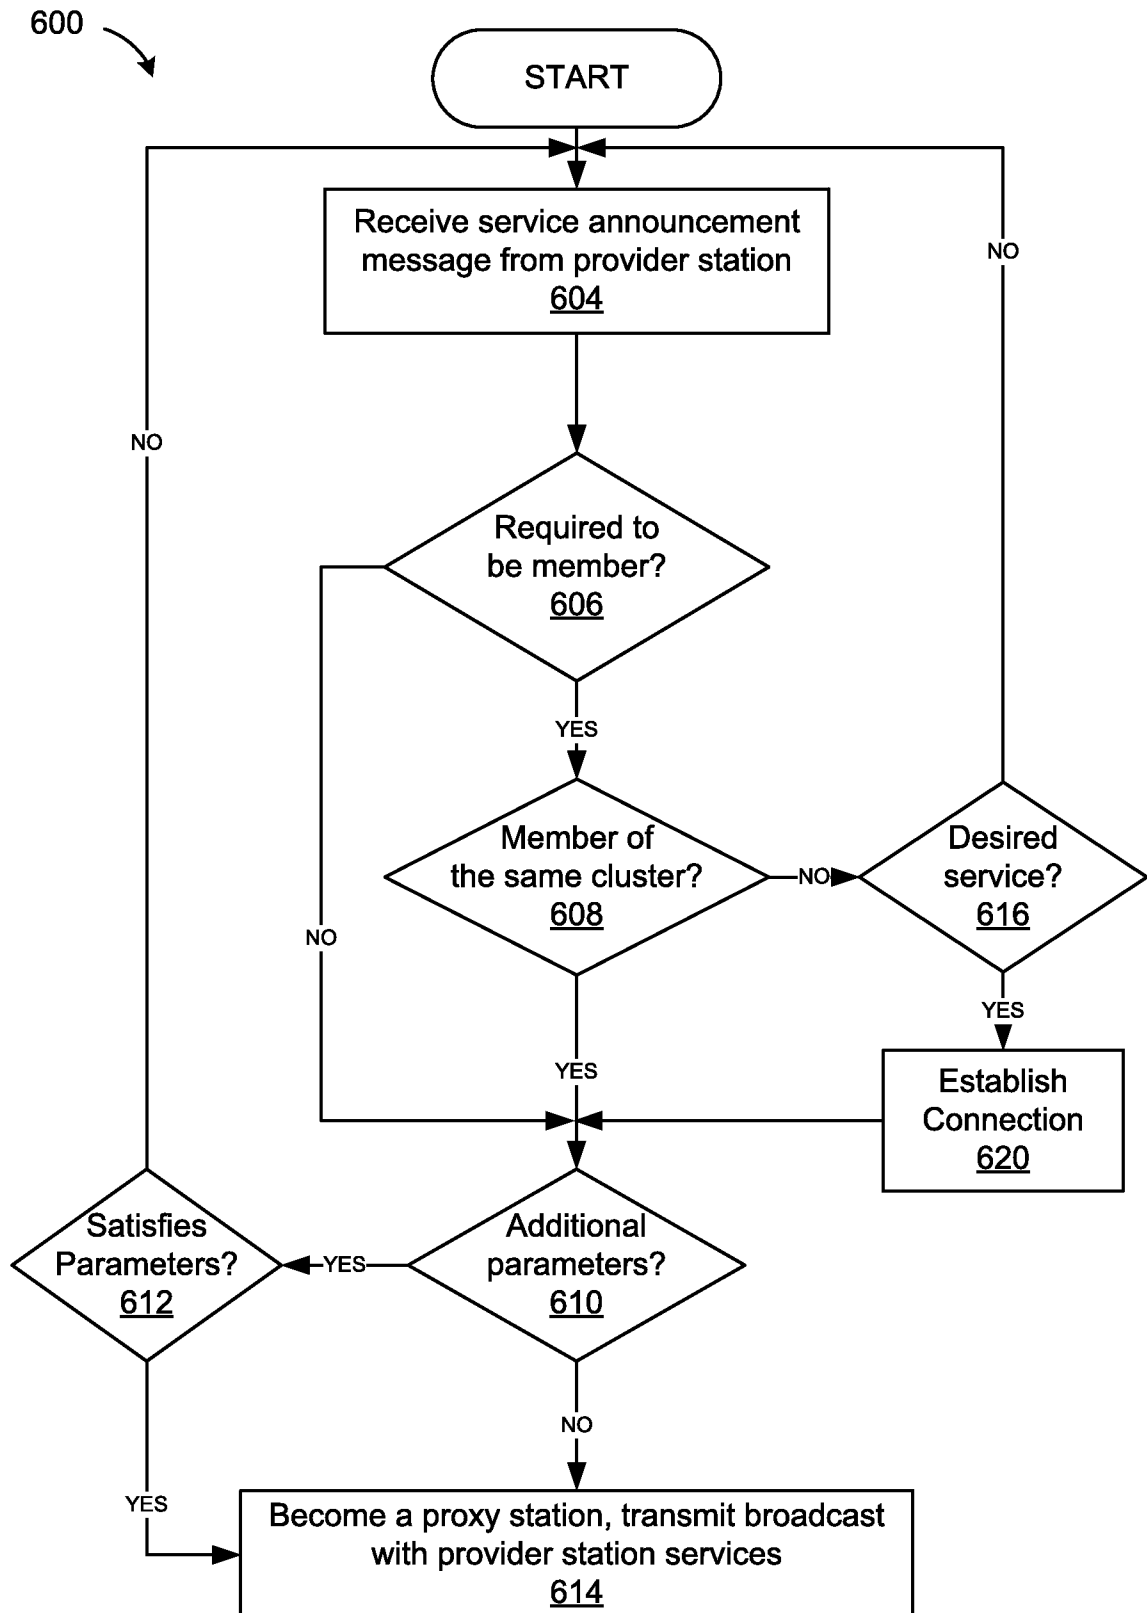 600
START
Receive service announcement
message from provider station
604
NO
NO
Required to
be member?
606
YES
Member of
the same cluster?
608
NO
Desired
service?
616
NO
YES
YES
Establish
Connection
620
Satisfies
Parameters?
612
YES
Additional
parameters?
610
NO
YES
Become a proxy station, transmit broadcast
with provider station services
614